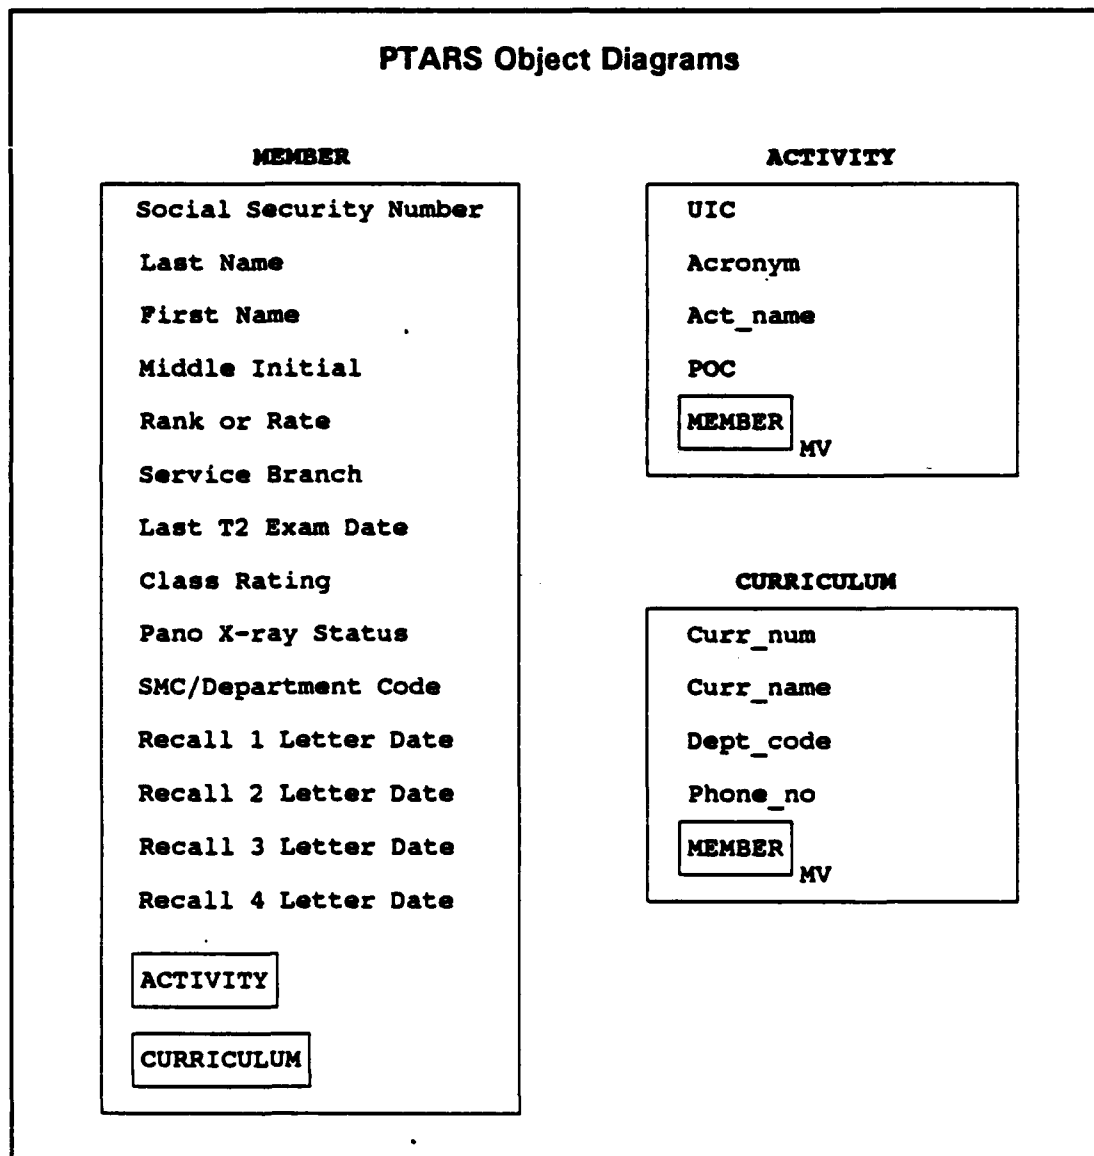 PTARS Object Diagrams
MEMBER
Social Security Number
Last Name
First Name
Middle Initial
Rank or Rate
Service Branch
Last T2 Exam Date
Class Rating
Pano X-ray Status
SMC/Department Code
Recall 1 Letter Date
Recall 2 Letter Date
Recall 3 Letter Date
Recall 4 Letter Date
ACTIVITY
CURRICULUM
ACTIVITY
UIC
Acronym
Act_name
POC
MEMBER
MV
CURRICULUM
Curr_num
Curr_name
Dept_code
Phone_no
MEMBER
MV